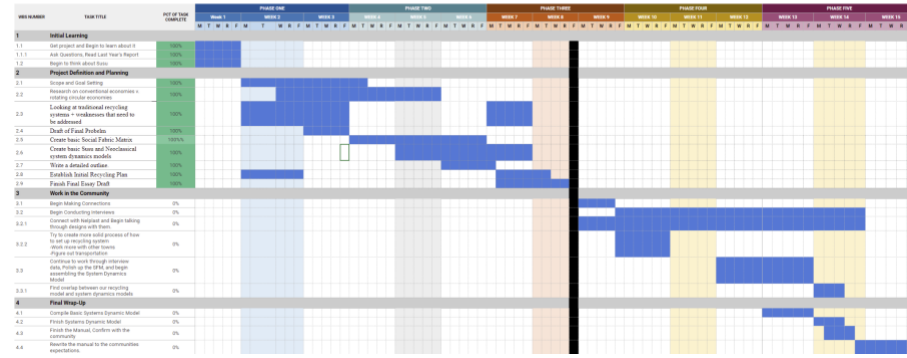 PHASE ONE PHASE TWO PHASE THREE PHASE FOUR PHASE FIVE
WBS NUMBER TASK TITLE PCT OF TASK COMPLETE
Week 1 WEEK 2 WEEK 3 WEEK 7 WEEK 8 WEEK 9 WEEK 10 WEEK 11 WEEK 12 WEEK 13 WEEK 14 WEEK 15
M T W R F M T W R F M T W R F M T W R F M T W R F M T W R F M T W R F M T W R F M T W R F M T W R F M T W R F M T W R F M T W R F M T W R F M T W R F
1 Initial Learning
1.1 Get project and Begin to learn about it 100%
1.1.1 Ask Questions, Read Last Year's Report 100%
1.2 Begin to think about Susu 100%
2 Project Definition and Planning
2.1 Scope and Goal Setting 100%
2.2 Research on conventional economies v rotating circular economies 100%
2.3 Looking at traditional recycling
systems + weaknesses that need to
be addressed 100%
2.4 Draft of Final Probelm 100%
2.5 Create basic Social Fabric Matrix 100%
2.6 Create basic Susu and Neoclassical
system dynamics models 100%
2.7 Write a detailed outline 100%
2.8 Establish Initial Recycling Plan 100%
2.9 Finish Final Essay Draft 100%
3 Work in the Community
3.1 Begin Making Connections 0%
3.2 Begin Conducting Interviews 0%
3.2.1 Connect with Nelplast and Begin talking
through designs with them. 0%
3.2.2 Try to create more solid process of how
to set up recycling system
-Work more with other towns
-Figure out transportation 0%
3.3 Continue to work through interview
data, Polish up the SFM, and begin
assembling the System Dynamics
Model 0%
3.3.1 Find overlap between our recycling
model and system dynamics models 0%
4 Final Wrap-Up
4.1 Compile Basic Systems Dynamic Model 0%
4.2 Finish Systems Dynamic Model 0%
4.3 Finish the Manual, Confirm with the
community 0%
4.4 Rewrite the manual to the communities
expectations. 0%